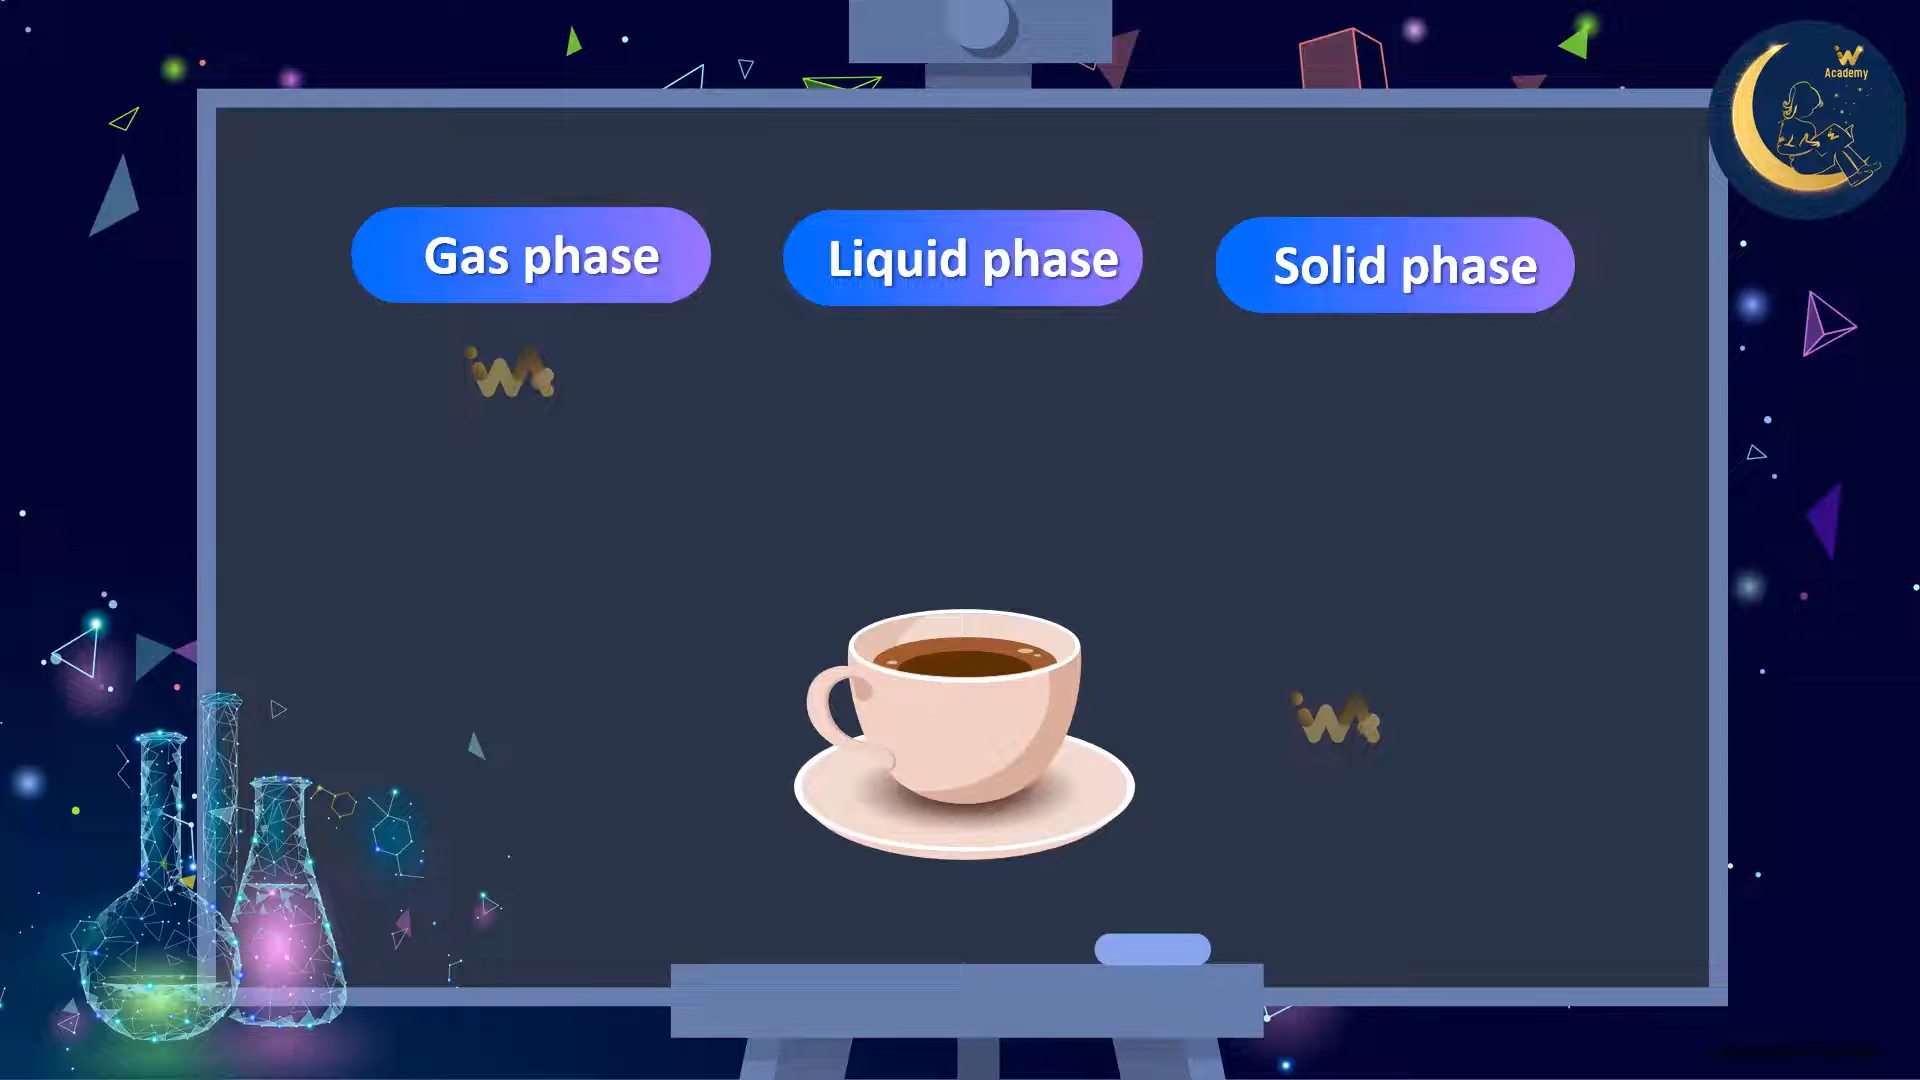 W
Academy
Gas phase
Liquid phase
Solid phase